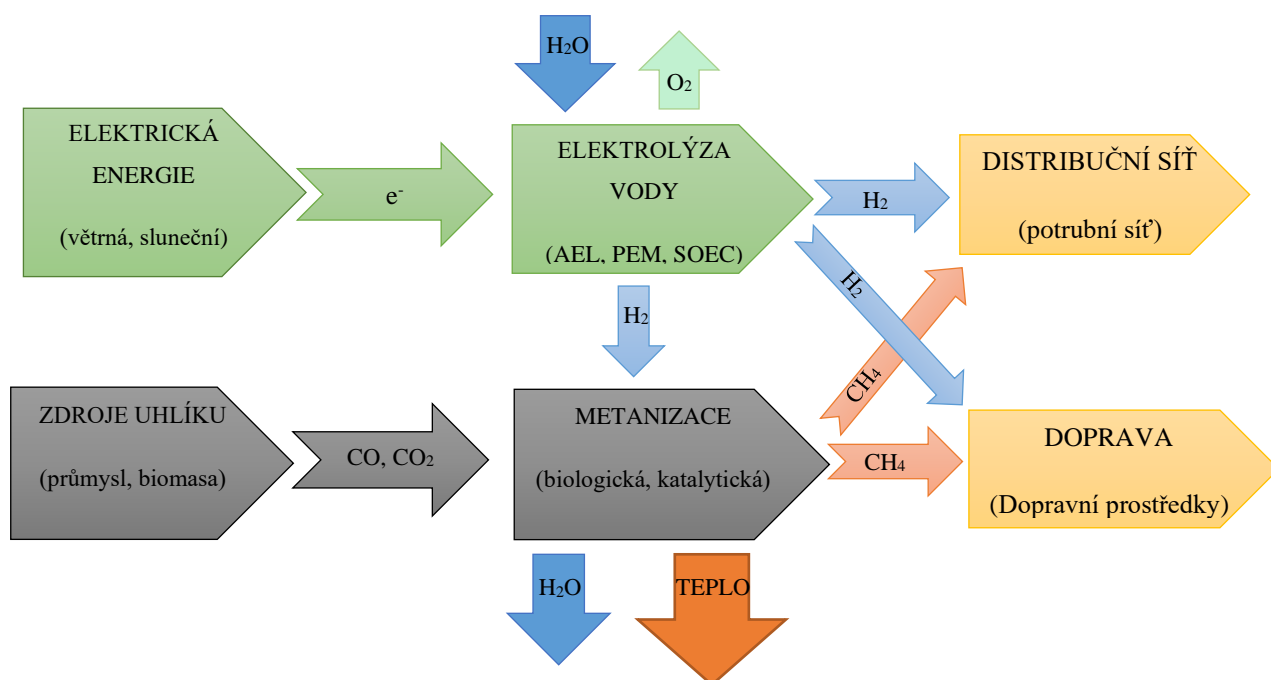 H₂O
O₂
ELEKTRICKÁ
ENERGIE
(větrná, sluneční)
e⁻
ELEKTROLÝZA
VODY
(AEL, PEM, SOEC)
H₂
DISTRIBUČNÍ SÍŤ
(potrubní síť)
H₂
H₂
CH₄
ZDROJE UHLÍKU
(průmysl, biomasa)
CO, CO₂
METANIZACE
(biologická, katalytická)
CH₄
DOPRAVA
(Dopravní prostředky)
H₂O
TEPLO